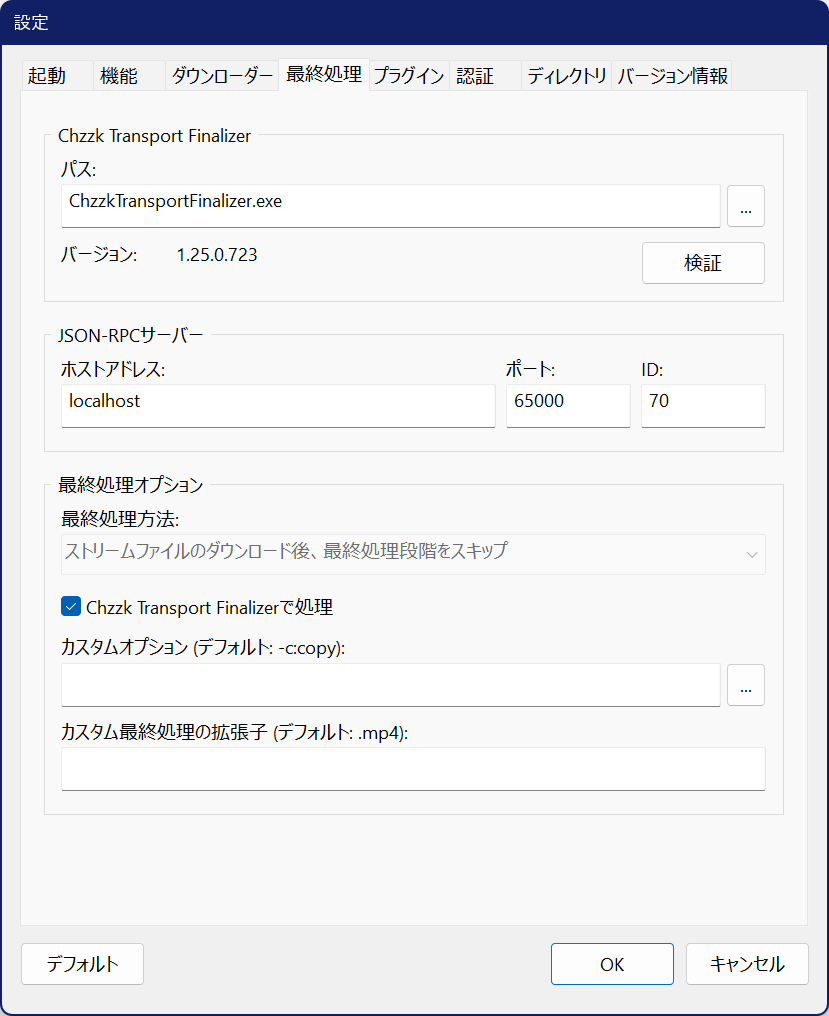 設定
起動 機能 ダウンローダー 最終処理 プラグイン 認証 ディレクトリ バージョン情報
Chzzk Transport Finalizer
パス:
ChzzkTransportFinalizer.exe ...
バージョン: 1.25.0.723 検証
JSON-RPCサーバー
ホストアドレス: ポート: ID:
localhost 65000 70
最終処理オプション
最終処理方法:
ストリームファイルのダウンロード後、最終処理段階をスキップ
Chzzk Transport Finalizerで処理
カスタムオプション (デフォルト: -c:copy):
...
カスタム最終処理の拡張子 (デフォルト: .mp4):
デフォルト OK キャンセル